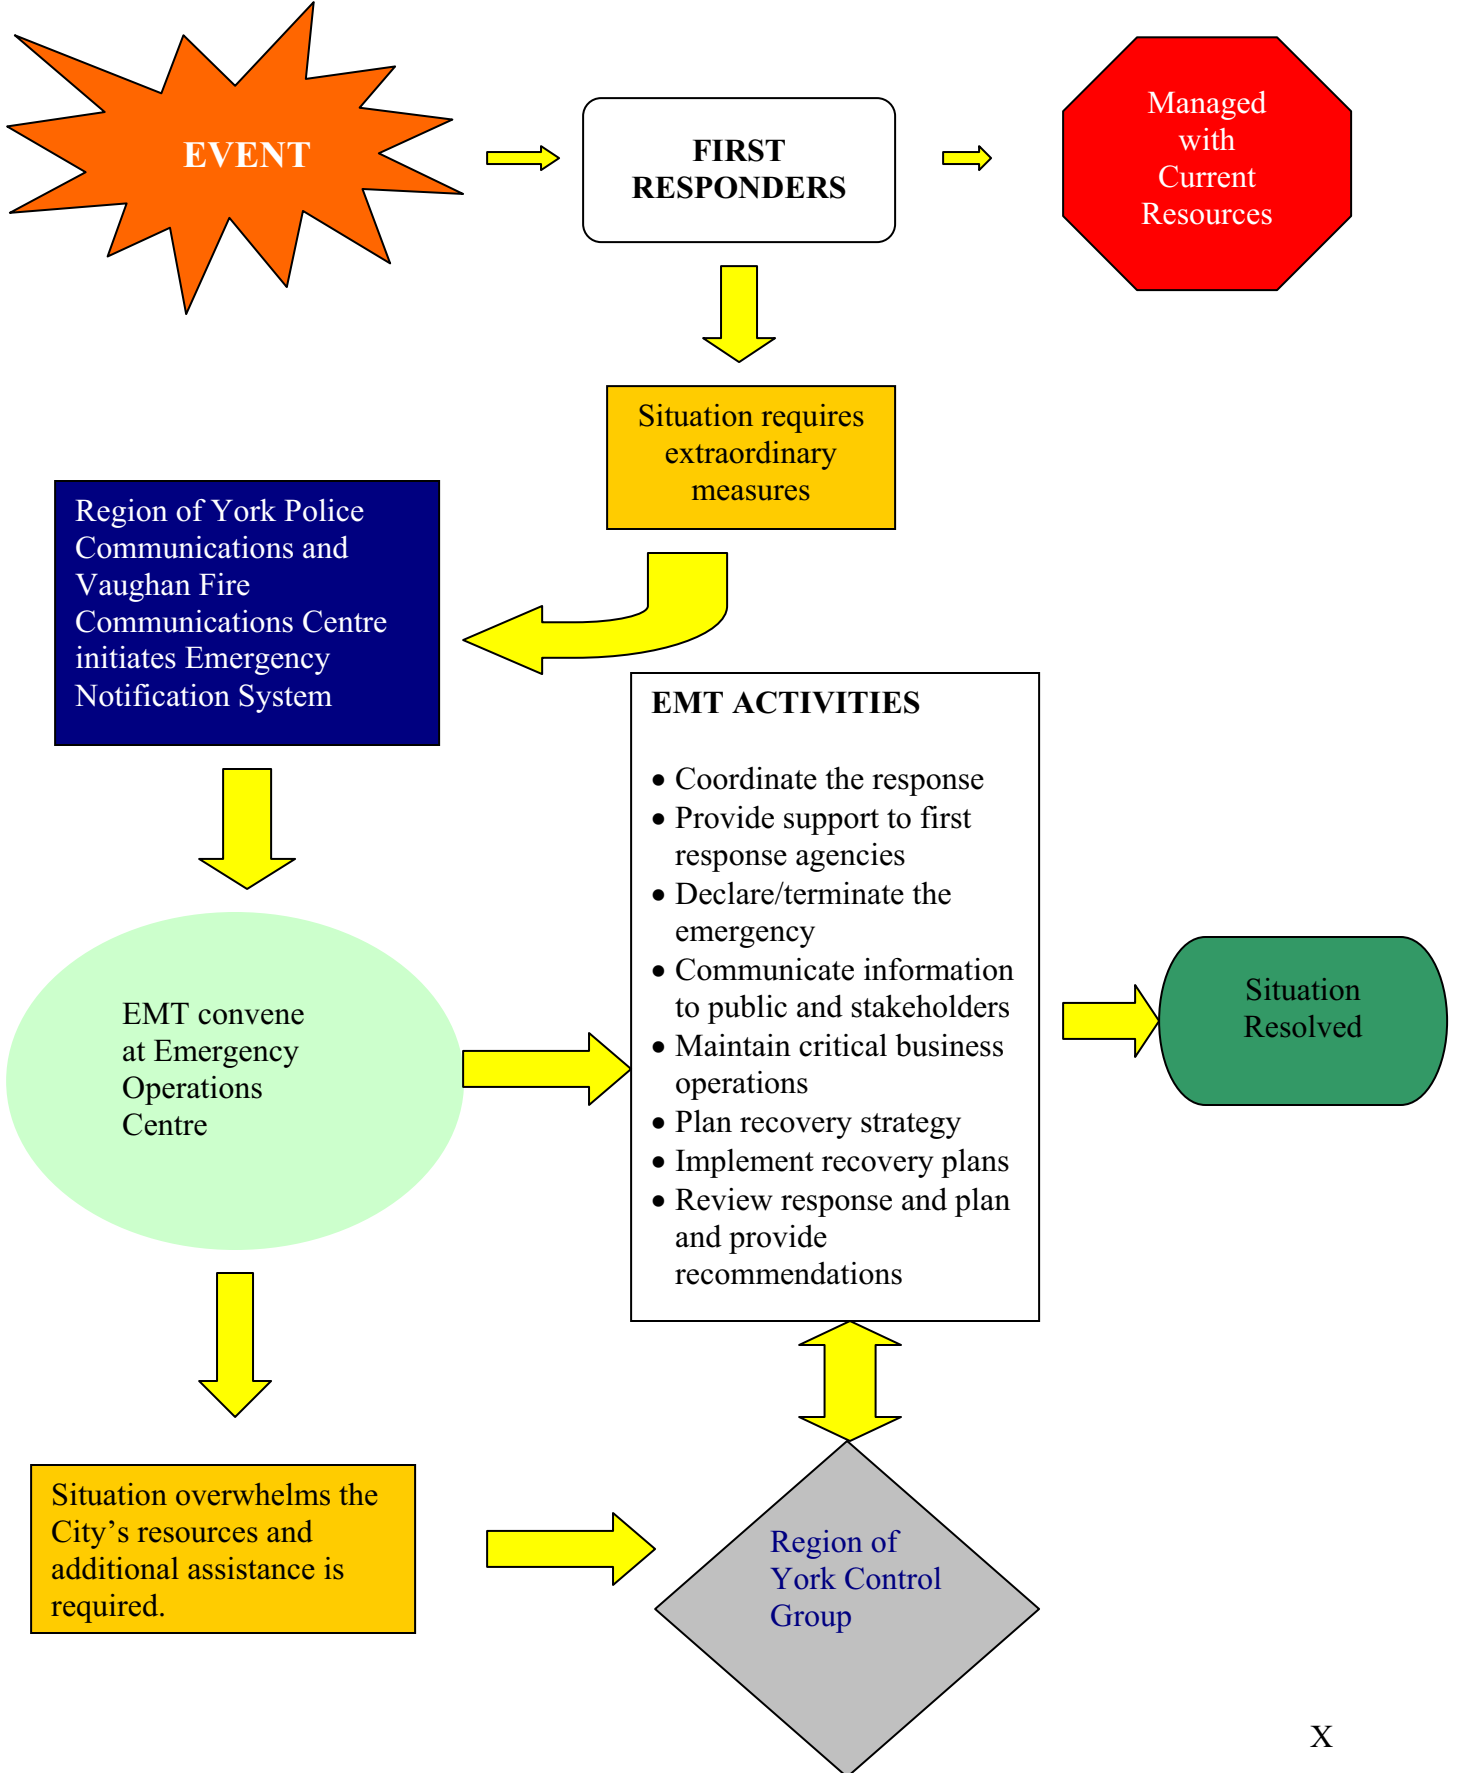 EVENT
FIRST
RESPONDERS
Managed
with
Current
Resources
Situation requires
extraordinary
measures
Region of York Police
Communications and
Vaughan Fire
Communications Centre
initiates Emergency
Notification System
EMT ACTIVITIES
• Coordinate the response
• Provide support to first
response agencies
• Declare/terminate the
emergency
• Communicate information
to public and stakeholders
• Maintain critical business
operations
• Plan recovery strategy
• Implement recovery plans
• Review response and plan
and provide
recommendations
EMT convene
at Emergency
Operations
Centre
Situation
Resolved
Situation overwhelms the
City’s resources and
additional assistance is
required.
Region of
York Control
Group
X